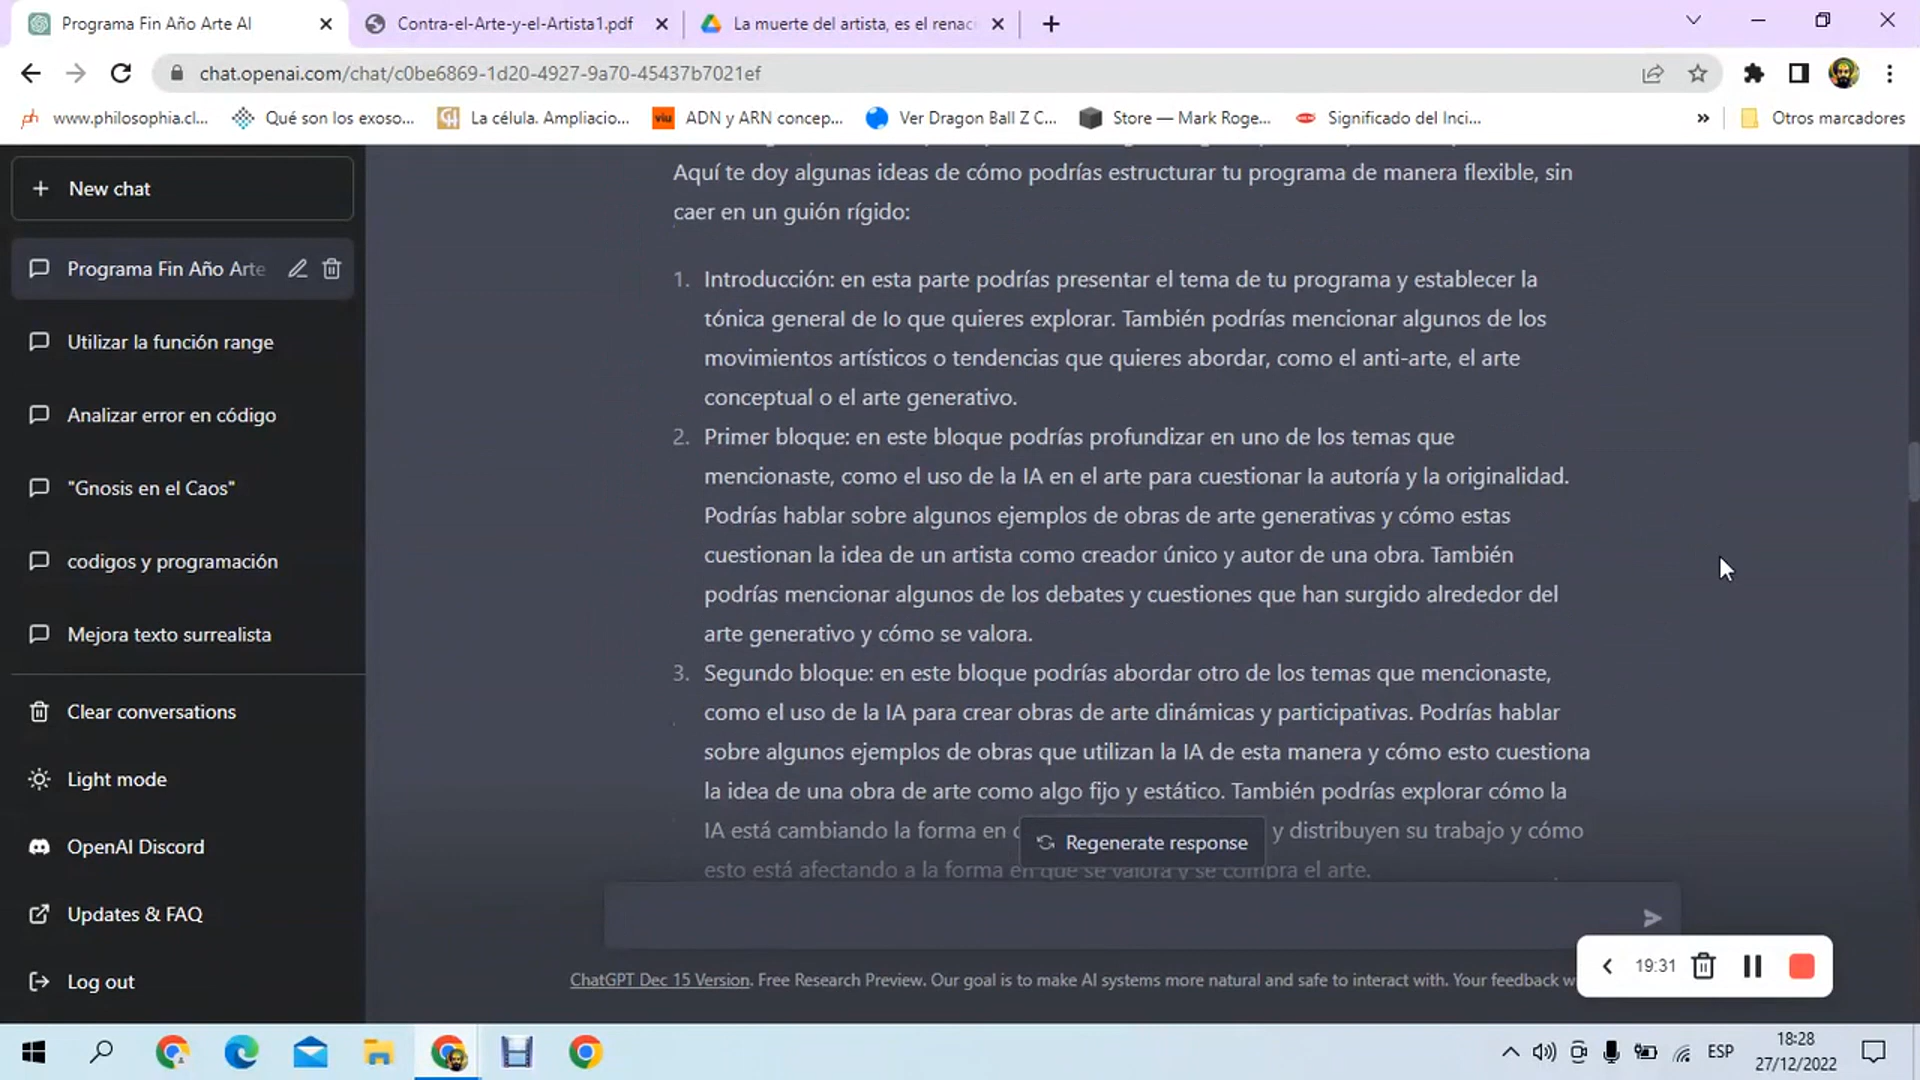 Programa Fin Año Arte AI
Contra-el-Arte-y-el-Artista1.pdf
La muerte del artista, es el renac
chat.openai.com/chat/c0be6869-1d20-4927-9a70-45437b7021ef
www.philosophia.cl...
Qué son los exoso...
La célula. Ampliacio...
viu
ADN y ARN concep...
Ver Dragon Ball Z C...
Store — Mark Roge...
Significado del Inci...
»
Otros marcadores
New chat
Programa Fin Año Arte
Utilizar la función range
Analizar error en código
"Gnosis en el Caos"
codigos y programación
Mejora texto surrealista
Clear conversations
Light mode
OpenAI Discord
Updates & FAQ
Log out
Aquí te doy algunas ideas de cómo podrías estructurar tu programa de manera flexible, sin
caer en un guión rígido:
1. Introducción: en esta parte podrías presentar el tema de tu programa y establecer la
tónica general de lo que quieres explorar. También podrías mencionar algunos de los
movimientos artísticos o tendencias que quieres abordar, como el anti-arte, el arte
conceptual o el arte generativo.
2. Primer bloque: en este bloque podrías profundizar en uno de los temas que
mencionaste, como el uso de la IA en el arte para cuestionar la autoría y la originalidad.
Podrías hablar sobre algunos ejemplos de obras de arte generativas y cómo estas
cuestionan la idea de un artista como creador único y autor de una obra. También
podrías mencionar algunos de los debates y cuestiones que han surgido alrededor del
arte generativo y cómo se valora.
3. Segundo bloque: en este bloque podrías abordar otro de los temas que mencionaste,
como el uso de la IA para crear obras de arte dinámicas y participativas. Podrías hablar
sobre algunos ejemplos de obras que utilizan la IA de esta manera y cómo esto cuestiona
la idea de una obra de arte como algo fijo y estático. También podrías explorar cómo la
IA está cambiando la forma en y distribuyen su trabajo y cómo
esto está afectando a la forma en que se valora y se compra el arte.
Regenerate response
ChatGPT Dec 15 Version. Free Research Preview. Our goal is to make AI systems more natural and safe to interact with. Your feedback
19:31
ESP
18:28
27/12/2022